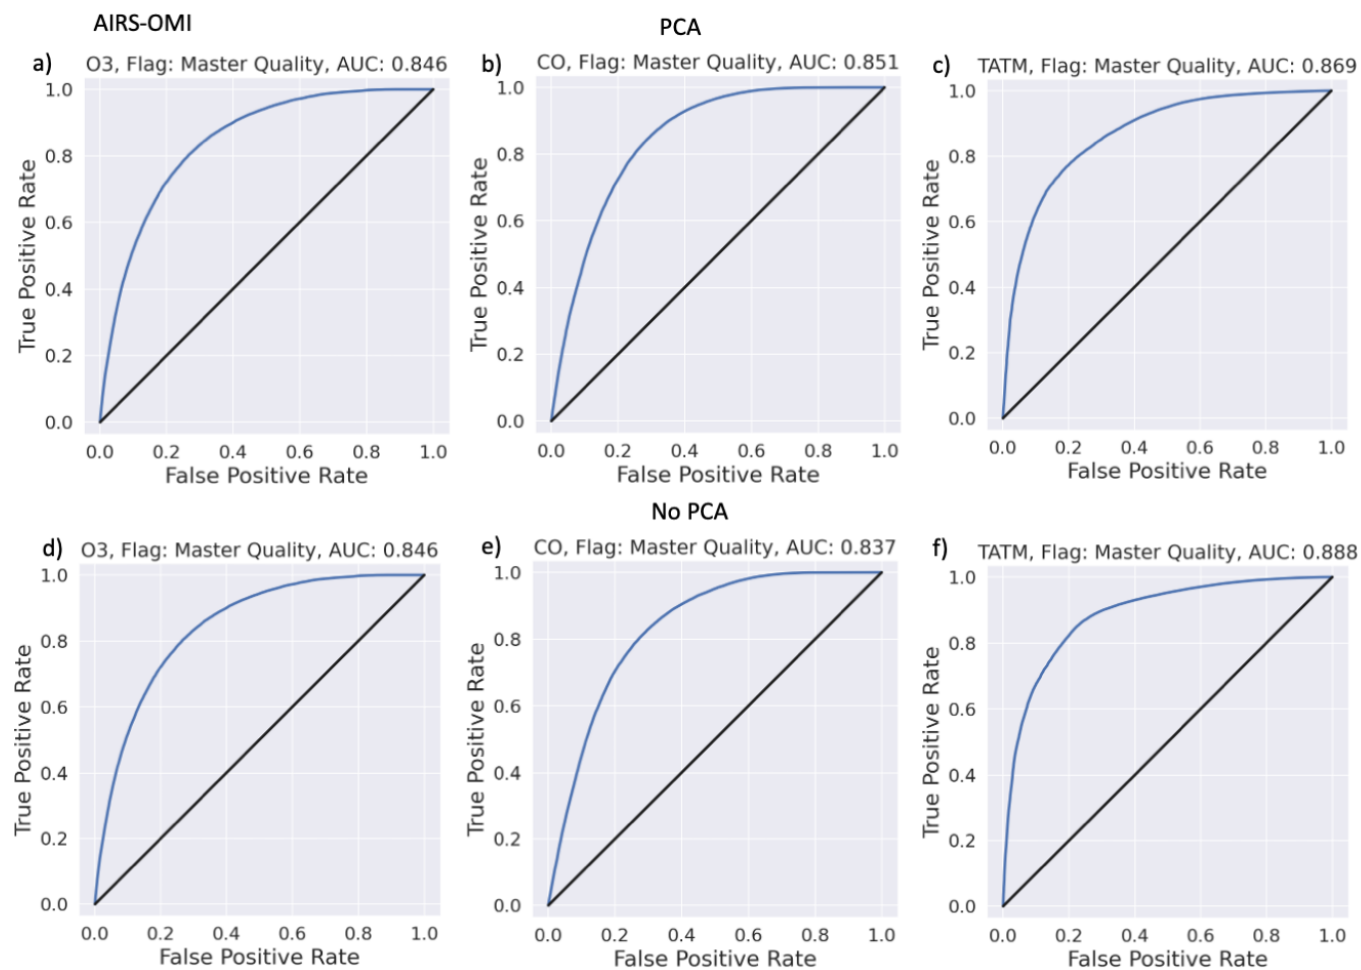 AIRS-OMI
PCA
a)
O3, Flag: Master Quality, AUC: 0.846
True Positive Rate
1.0
0.8
0.6
0.4
0.2
0.0
0.0 0.2 0.4 0.6 0.8 1.0
False Positive Rate
b)
CO, Flag: Master Quality, AUC: 0.851
True Positive Rate
1.0
0.8
0.6
0.4
0.2
0.0
0.0 0.2 0.4 0.6 0.8 1.0
False Positive Rate
c)
TATM, Flag: Master Quality, AUC: 0.869
True Positive Rate
1.0
0.8
0.6
0.4
0.2
0.0
0.0 0.2 0.4 0.6 0.8 1.0
False Positive Rate
No PCA
d)
O3, Flag: Master Quality, AUC: 0.846
True Positive Rate
1.0
0.8
0.6
0.4
0.2
0.0
0.0 0.2 0.4 0.6 0.8 1.0
False Positive Rate
e)
CO, Flag: Master Quality, AUC: 0.837
True Positive Rate
1.0
0.8
0.6
0.4
0.2
0.0
0.0 0.2 0.4 0.6 0.8 1.0
False Positive Rate
f)
TATM, Flag: Master Quality, AUC: 0.888
True Positive Rate
1.0
0.8
0.6
0.4
0.2
0.0
0.0 0.2 0.4 0.6 0.8 1.0
False Positive Rate